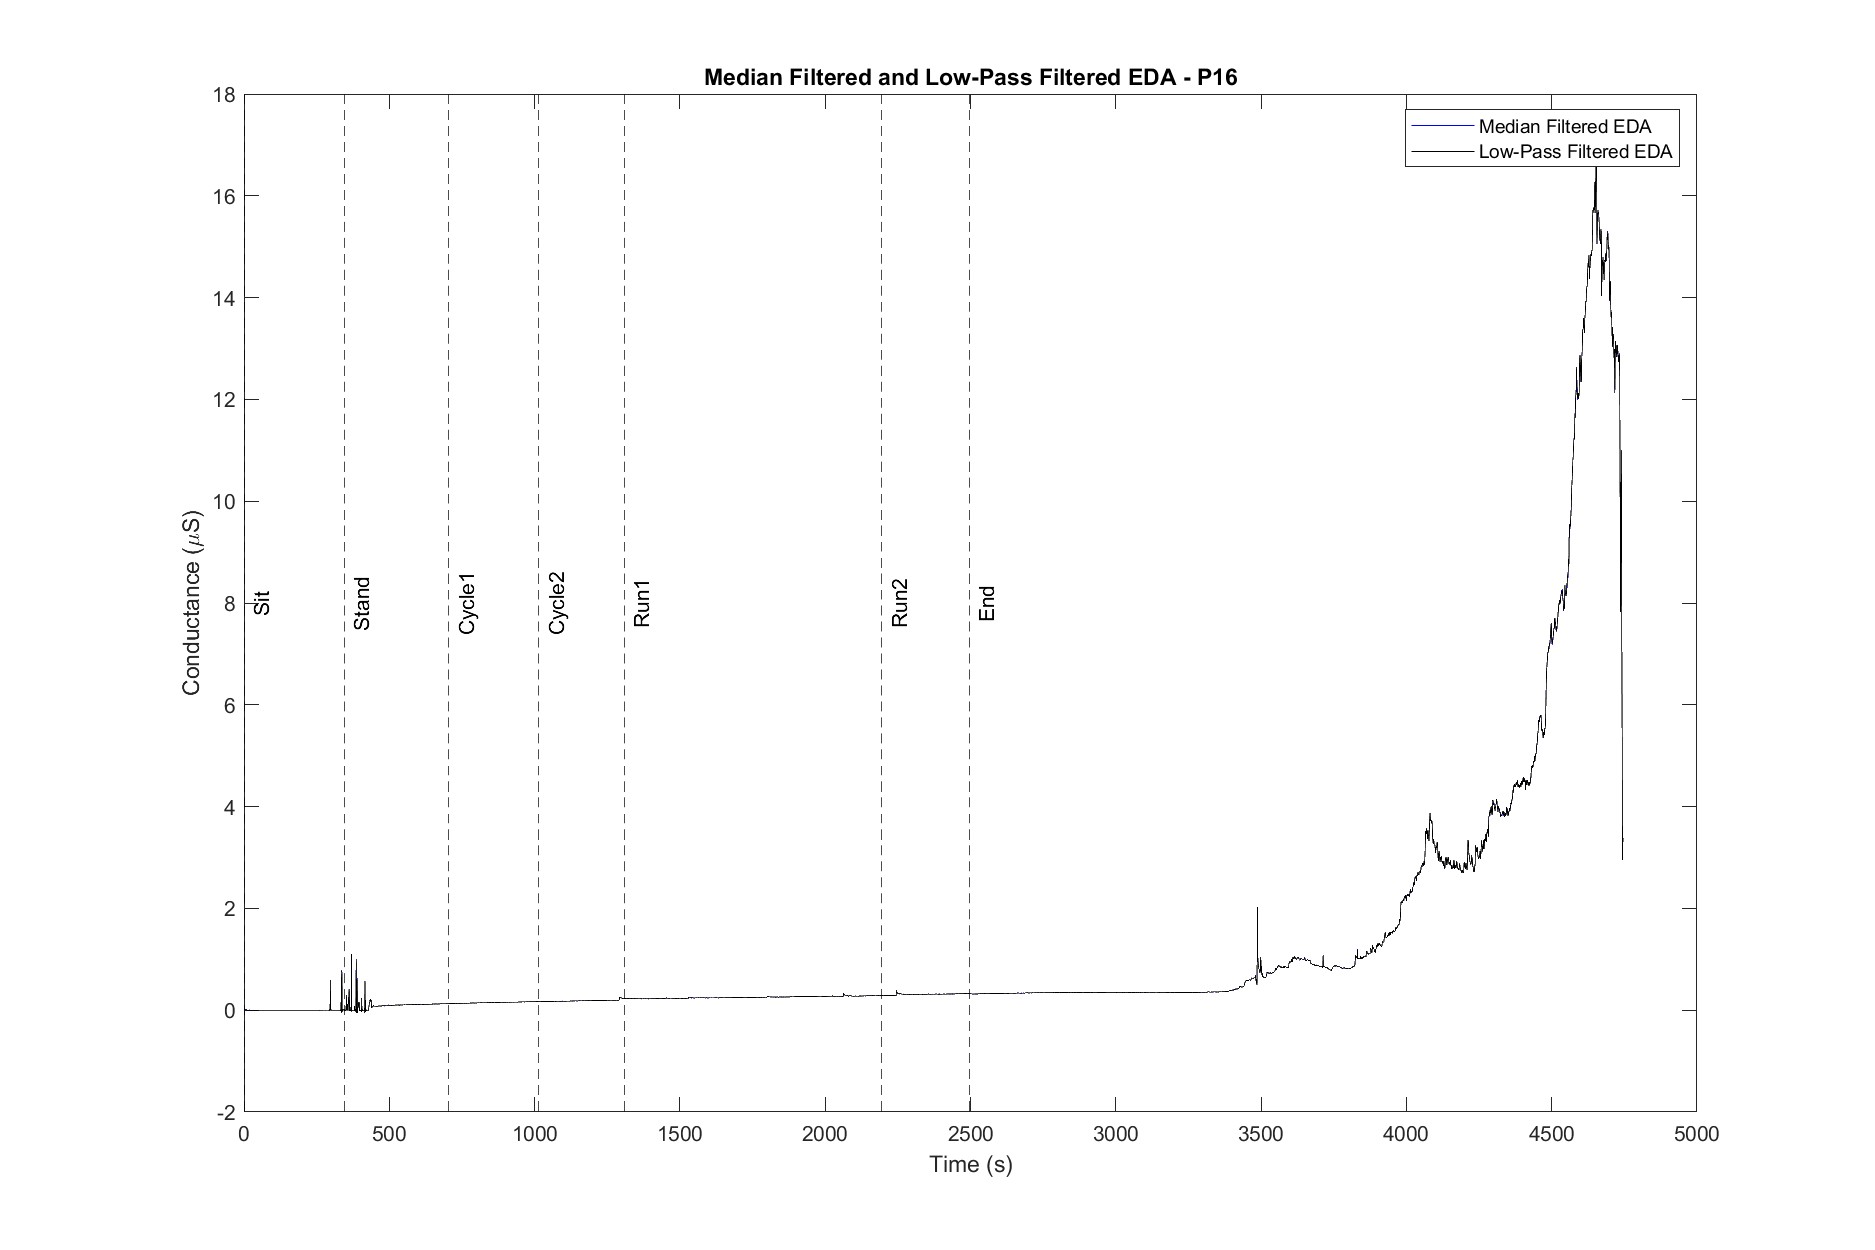 Median Filtered and Low-Pass Filtered EDA - P16
Median Filtered EDA
Low-Pass Filtered EDA
18
16
14
12
10
8
6
4
2
0
-2
Conductance (μS)
Sit
Stand
Cycle1
Cycle2
Run1
Run2
End
0 500 1000 1500 2000 2500 3000 3500 4000 4500 5000
Time (s)